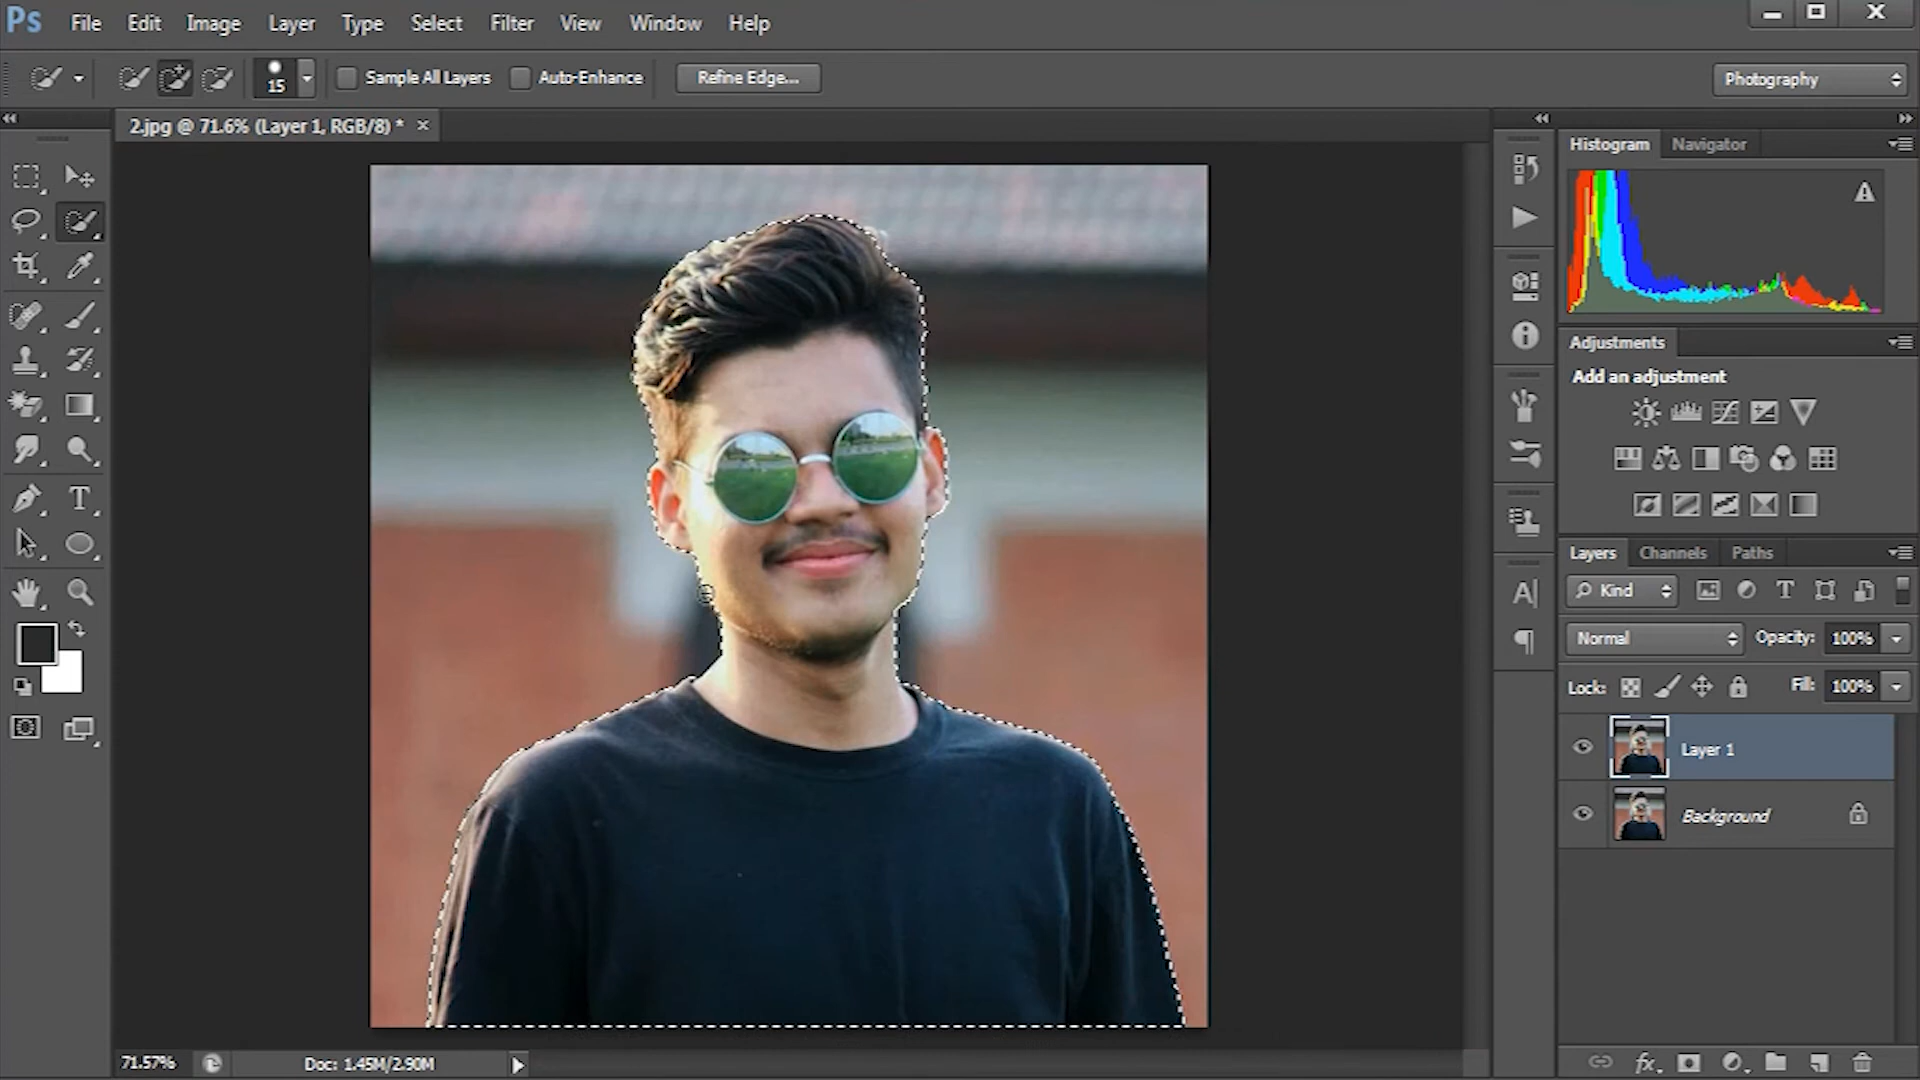 Ps File Edit Image Layer Type Select Filter View Window Help
15 Sample All Layers Auto-Enhance Refine Edge... Photography
2.jpg @ 71.6% (Layer 1, RGB/8) * ×
Histogram Navigator
Adjustments
Add an adjustment
Layers Channels Paths
Kind
Normal Opacity: 100%
Lock: Fill: 100%
Layer 1
Background
71.57% Doc: 1.45M/2.90M